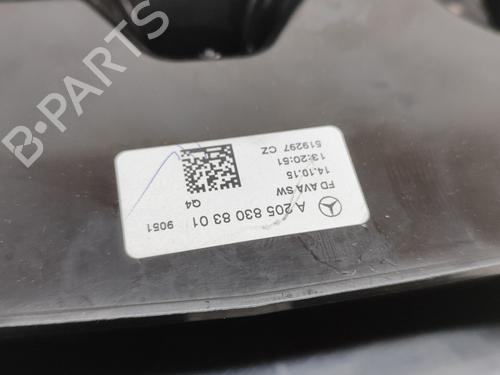 A 205 830 83 01
FD AVA SW
14.10.15
13:20:51
519297 CZ
Q4
9051
B-PARTS